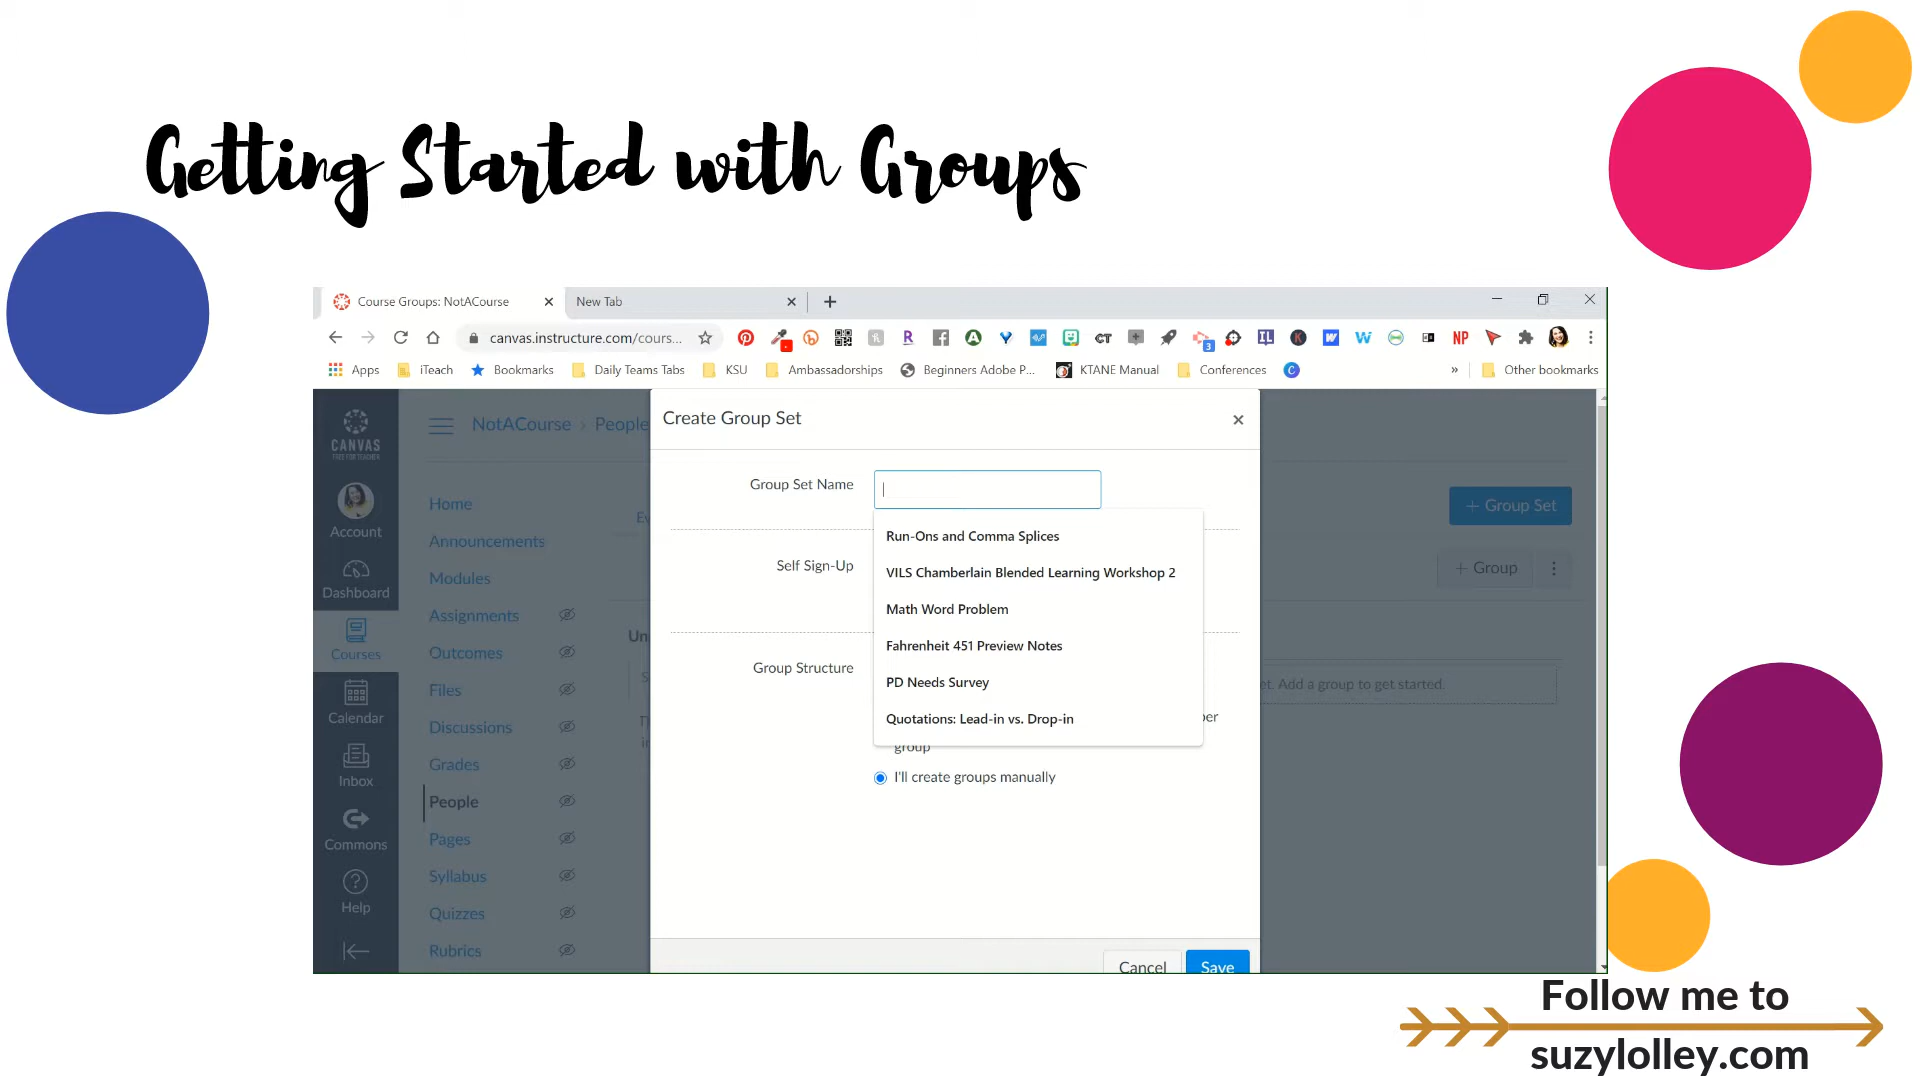 Getting Started with Groups
Course Groups: NotACourse
New Tab
canvas.instructure.com/cours...
Apps
iTeach
Bookmarks
Daily Teams Tabs
KSU
Ambassadorships
Beginners Adobe P...
KTANE Manual
Conferences
»
Other bookmarks
CANVAS
FREE FOR TEACHER
Account
Dashboard
Courses
Calendar
Inbox
Commons
Help
NotACourse › People
Home
Announcements
Modules
Assignments
Outcomes
Files
Discussions
Grades
People
Pages
Syllabus
Quizzes
Rubrics
Create Group Set
Group Set Name
Run-Ons and Comma Splices
VILS Chamberlain Blended Learning Workshop 2
Math Word Problem
Fahrenheit 451 Preview Notes
PD Needs Survey
Quotations: Lead-in vs. Drop-in
Self Sign-Up
Group Structure
group
I'll create groups manually
Cancel
Save
+ Group Set
+ Group
Add a group to get started.
Follow me to
suzylolley.com